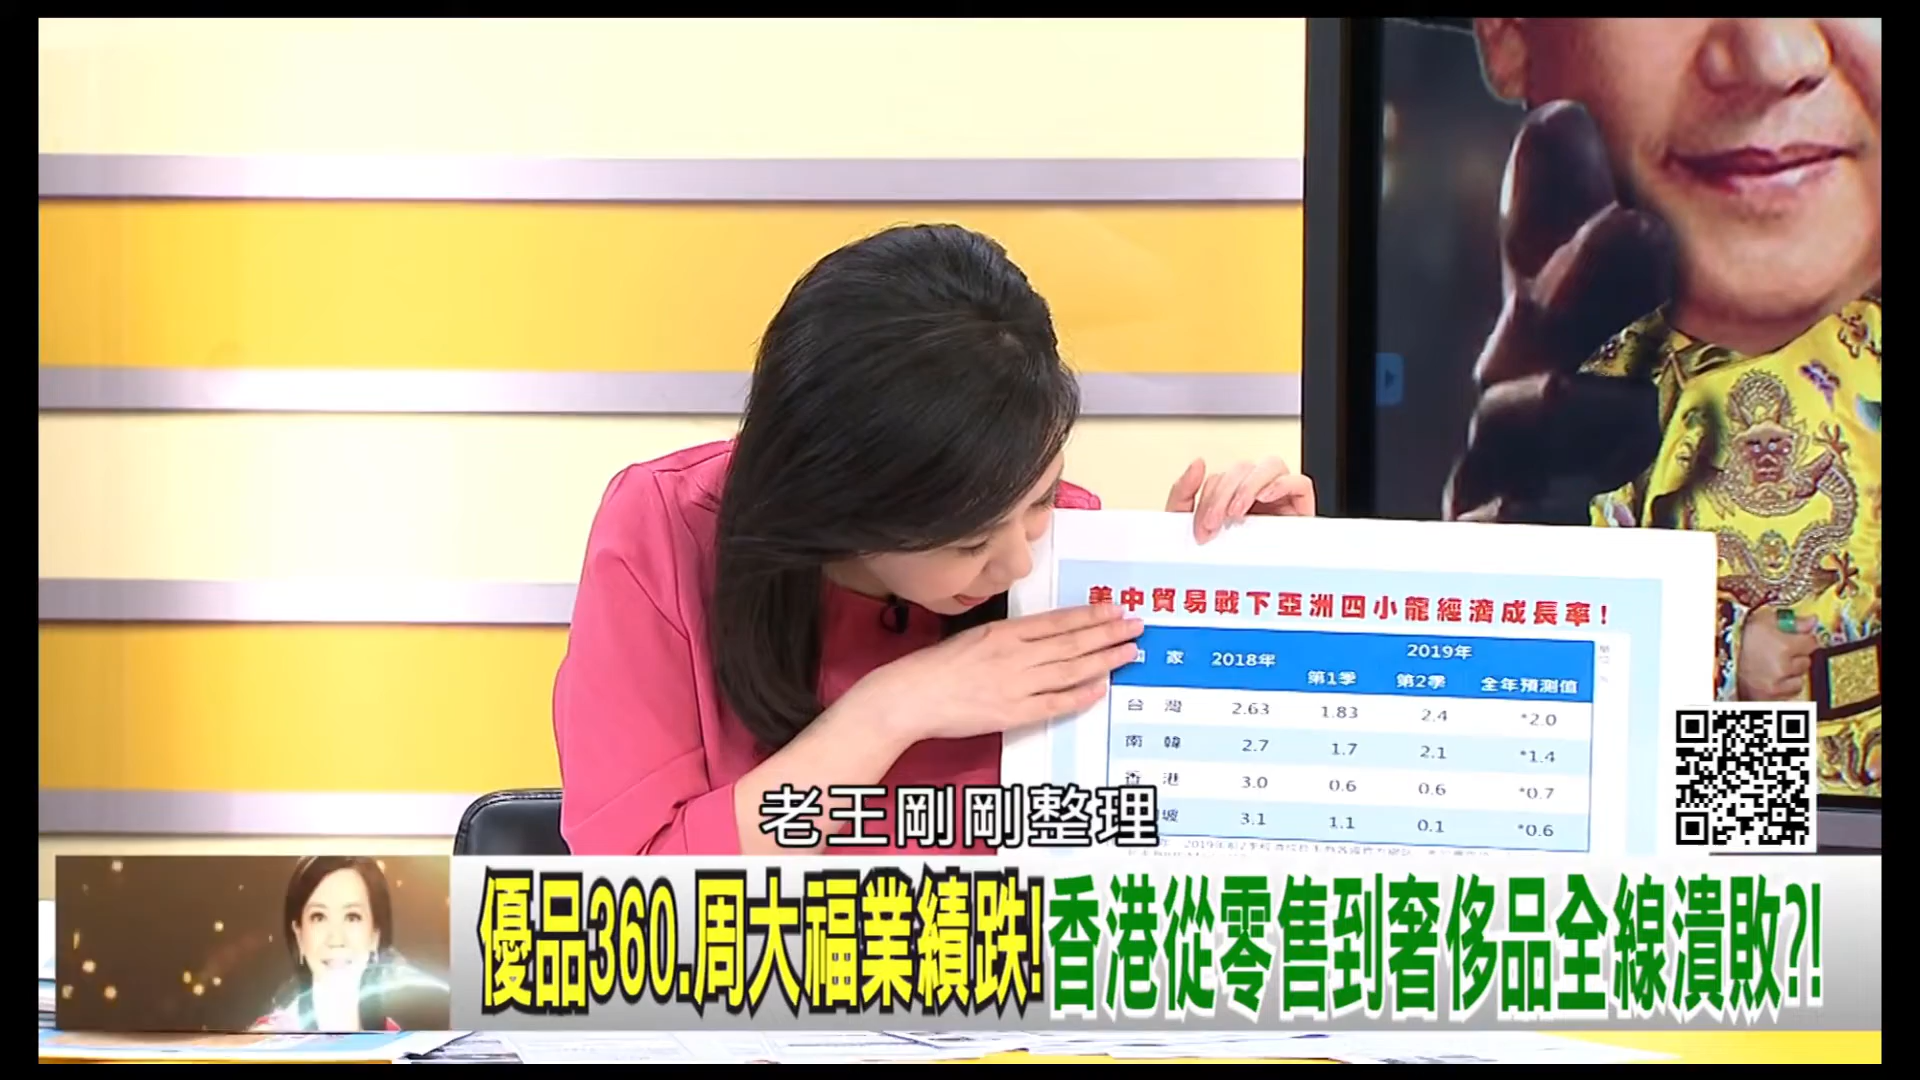 美中貿易戰下亞洲四小龍經濟成長率!
國 家 2018年 2019年
第1季 第2季 全年預測值
台 灣 2.63 1.83 2.4 *2.0
南 韓 2.7 1.7 2.1 *1.4
香 港 3.0 0.6 0.6 *0.7
坡 3.1 1.1 0.1 *0.6
老王剛剛整理
優品360.周大福業績跌!香港從零售到奢侈品全線潰敗?!